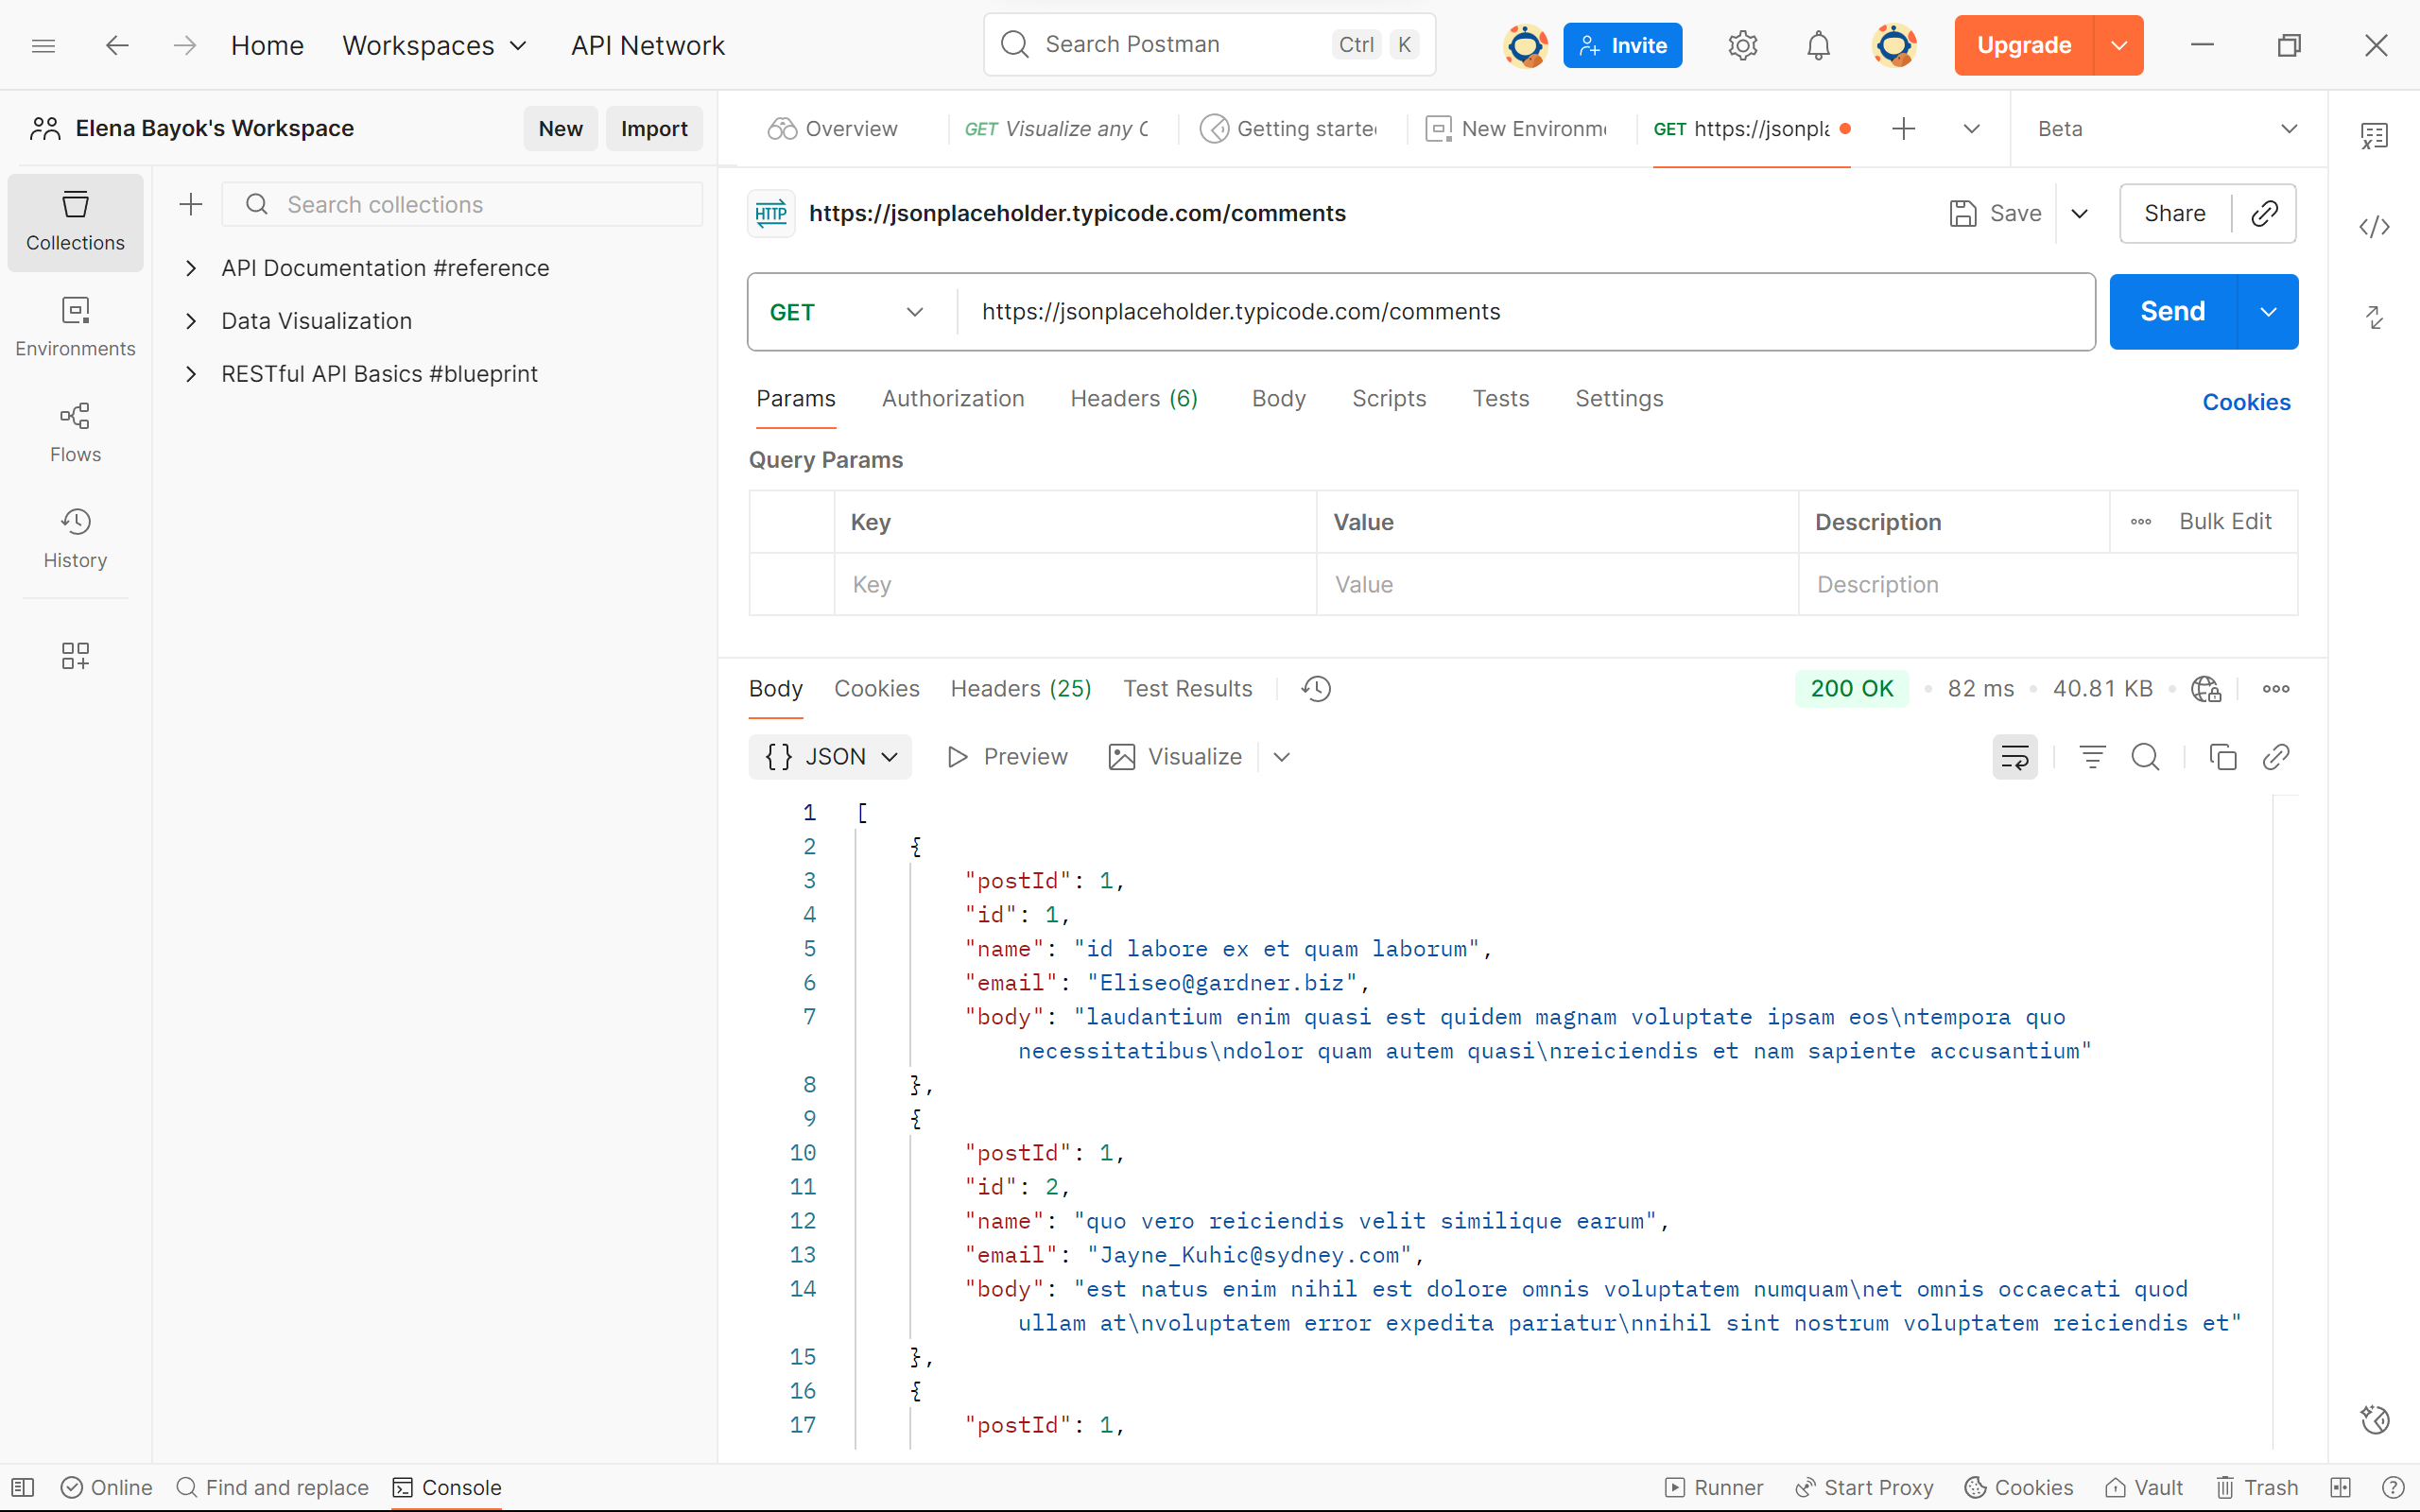 Home
Workspaces
API Network
Search Postman
Ctrl
K
Invite
Upgrade
Elena Bayok's Workspace
New
Import
Overview
GET Visualize any C
Getting starte
New Environm
GET https://jsonpla
Beta
Collections
Environments
Flows
History
Search collections
API Documentation #reference
Data Visualization
RESTful API Basics #blueprint
HTTP
https://jsonplaceholder.typicode.com/comments
Save
Share
GET
https://jsonplaceholder.typicode.com/comments
Send
Params
Authorization
Headers (6)
Body
Scripts
Tests
Settings
Cookies
Query Params
Key
Value
Description
Bulk Edit
Key
Value
Description
Body
Cookies
Headers (25)
Test Results
200 OK
82 ms
40.81 KB
{ } JSON
Preview
Visualize
1 [
2 {
3 "postId": 1,
4 "id": 1,
5 "name": "id labore ex et quam laborum",
6 "email": "Eliseo@gardner.biz",
7 "body": "laudantium enim quasi est quidem magnam voluptate ipsam eos\ntempora quo
necessitatibus\ndolor quam autem quasi\nreiciendis et nam sapiente accusantium"
8 },
9 {
10 "postId": 1,
11 "id": 2,
12 "name": "quo vero reiciendis velit similique earum",
13 "email": "Jayne_Kuhic@sydney.com",
14 "body": "est natus enim nihil est dolore omnis voluptatem numquam\net omnis occaecati quod
ullam at\nvoluptatem error expedita pariatur\nnihil sint nostrum voluptatem reiciendis et"
15 },
16 {
17 "postId": 1,
Online
Find and replace
Console
Runner
Start Proxy
Cookies
Vault
Trash